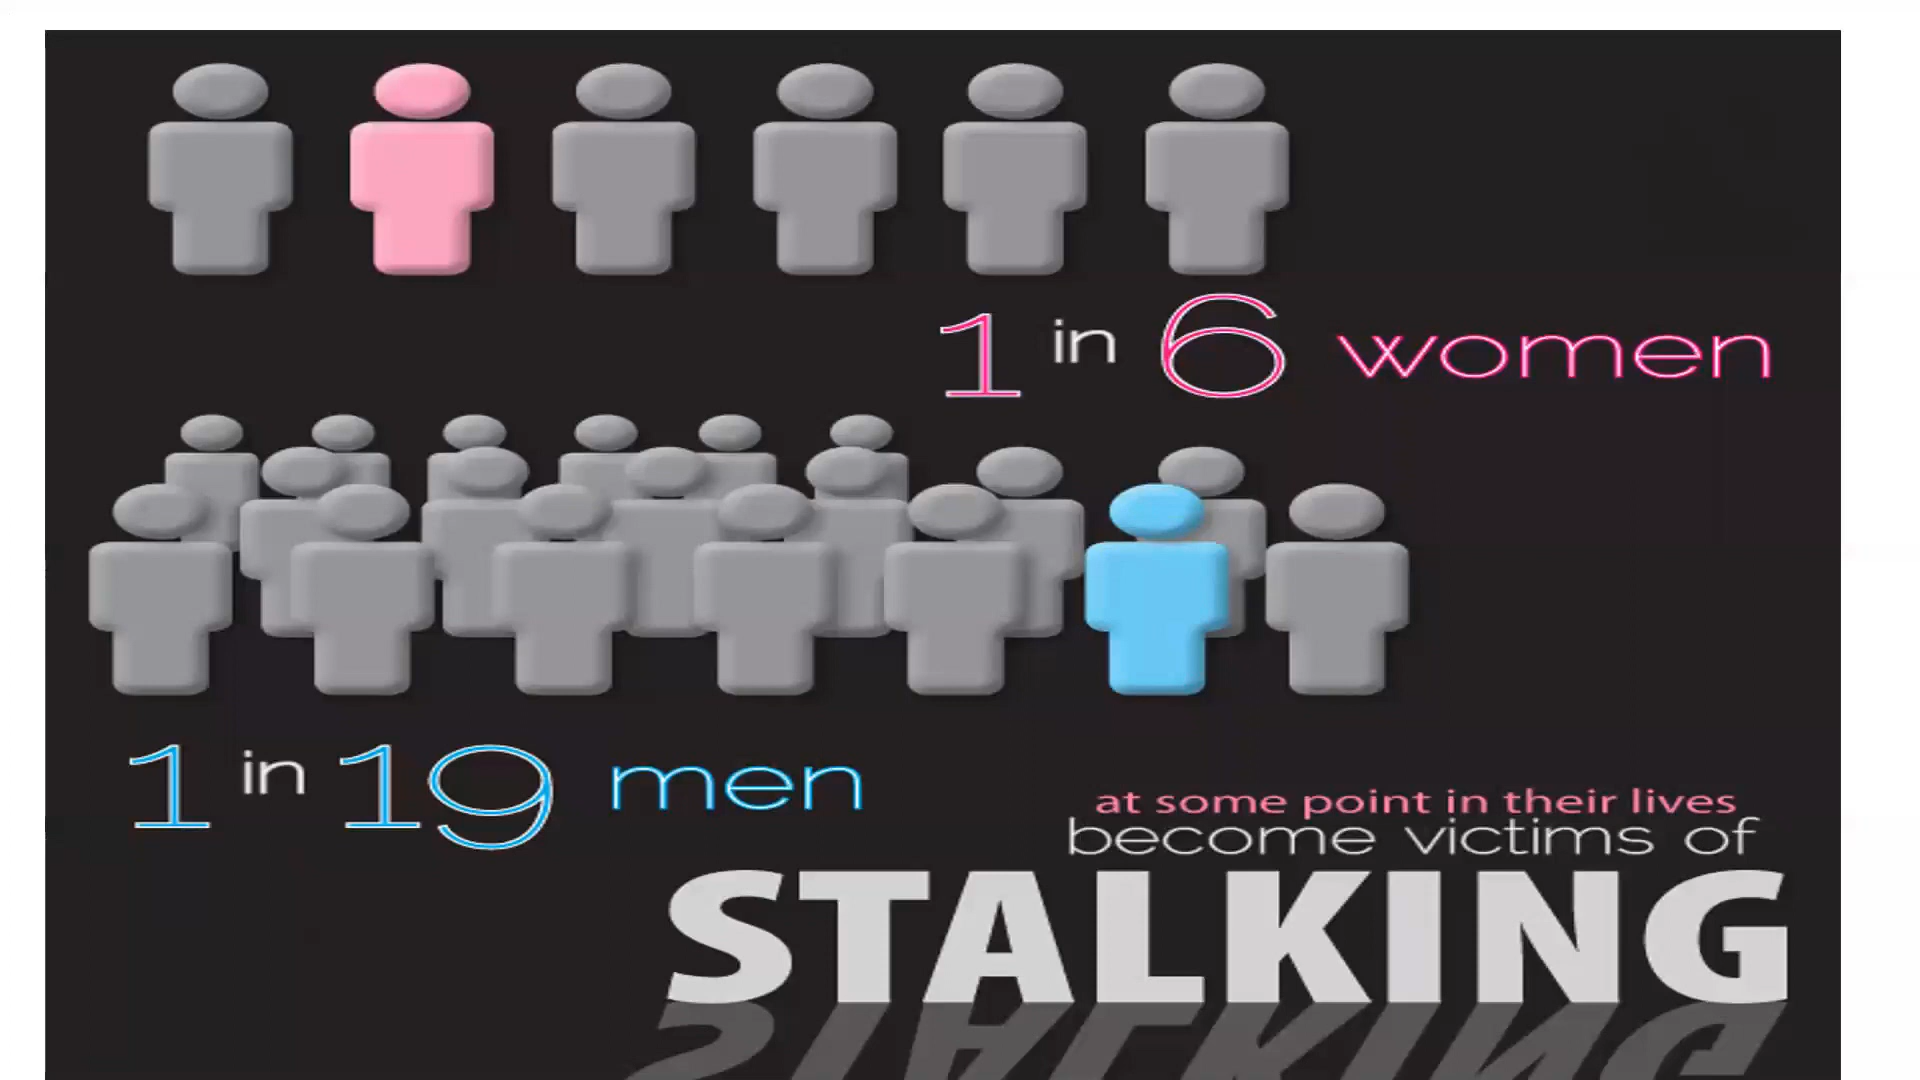 1 in 6 women
1 in 19 men
at some point in their lives
become victims of
STALKING